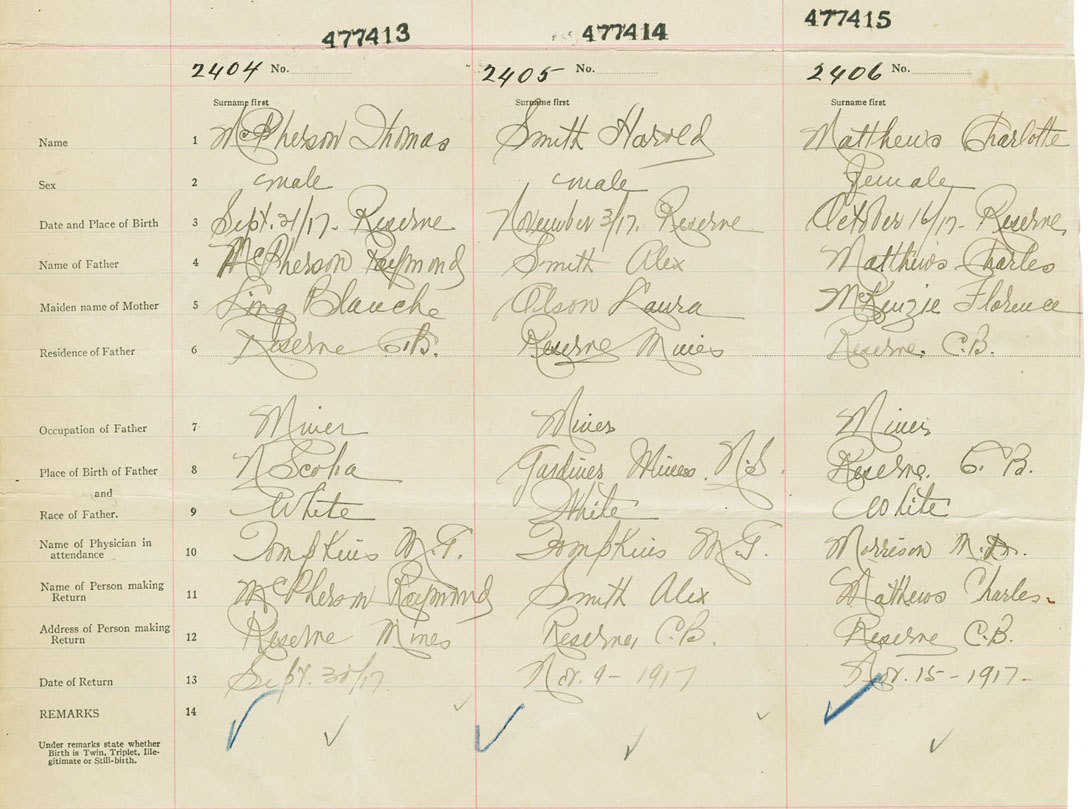 477413 477414 477415
2404 No. 2405 No. 2406 No.
Surname first Surname first Surname first
Name 1 McPherson Thomas Smith Harold Matthews Charlotte
Sex 2 male male Female
Date and Place of Birth 3 Sept. /17- Reserve November 3/17. Reserve October 16/17- Reserve
Name of Father 4 McPherson Raymond Smith Alex Matthews Charles
Maiden name of Mother 5 Blanche Olson Laura McKenzie Florence
Residence of Father 6 Reserve C.B. Reserve Mines Reserve. C.B.
Occupation of Father 7 Miner Miner Miner
Place of Birth of Father 8 N Scotia Gardiner Mines. N.S. Reserve. C.B.
and
Race of Father. 9 White White White
Name of Physician in
attendance 10 Tompkins M.G. Tompkins M.G. Morrison M.D.
Name of Person making
Return 11 McPherson Raymond Smith Alex Matthews Charles.
Address of Person making
Return 12 Reserve Mines Reserve, C.B. Reserve C.B.
Date of Return 13 Sept. 30/17 Nov. 9- 1917 Nov. 15-1917-
REMARKS 14
Under remarks state whether
Birth is Twin, Triplet, Ille-
gitimate or Still-birth.